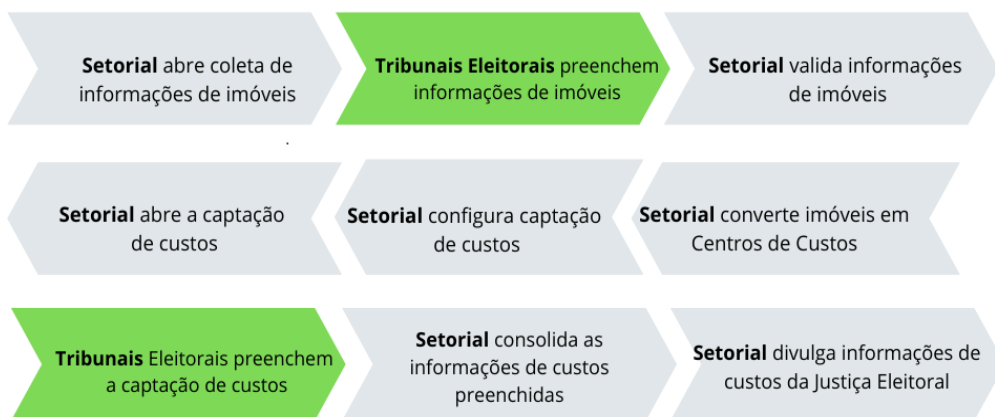 Setorial abre coleta de
informações de imóveis
Tribunais Eleitorais preenchem
informações de imóveis
Setorial valida informações
de imóveis
.
Setorial abre a captação
de custos
Setorial configura captação
de custos
Setorial converte imóveis em
Centros de Custos
Tribunais Eleitorais preenchem
a captação de custos
Setorial consolida as
informações de custos
preenchidas
Setorial divulga informações de
custos da Justiça Eleitoral